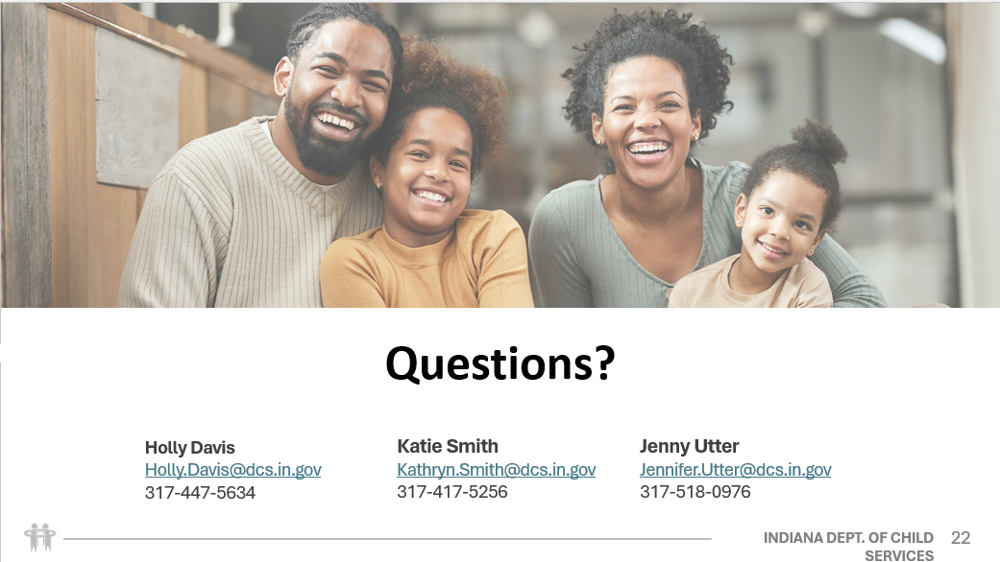 Questions?
Holly Davis
Holly.Davis@dcs.in.gov
317-447-5634
Katie Smith
Kathryn.Smith@dcs.in.gov
317-417-5256
Jenny Utter
Jennifer.Utter@dcs.in.gov
317-518-0976
INDIANA DEPT. OF CHILD
SERVICES
22